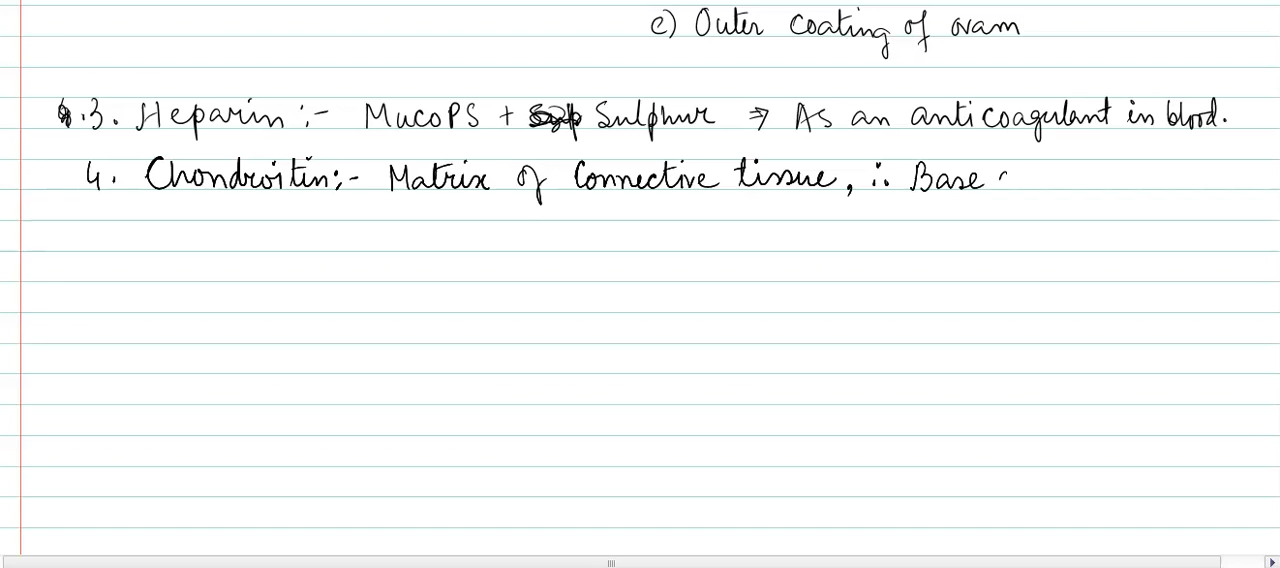 e) Outer coating of ovam
3. Heparin :- MucoPS + Sulphur ⇒ As an anticoagulant in blood.
4. Chondroitin :- Matrix of Connective tissue, ∴ Base